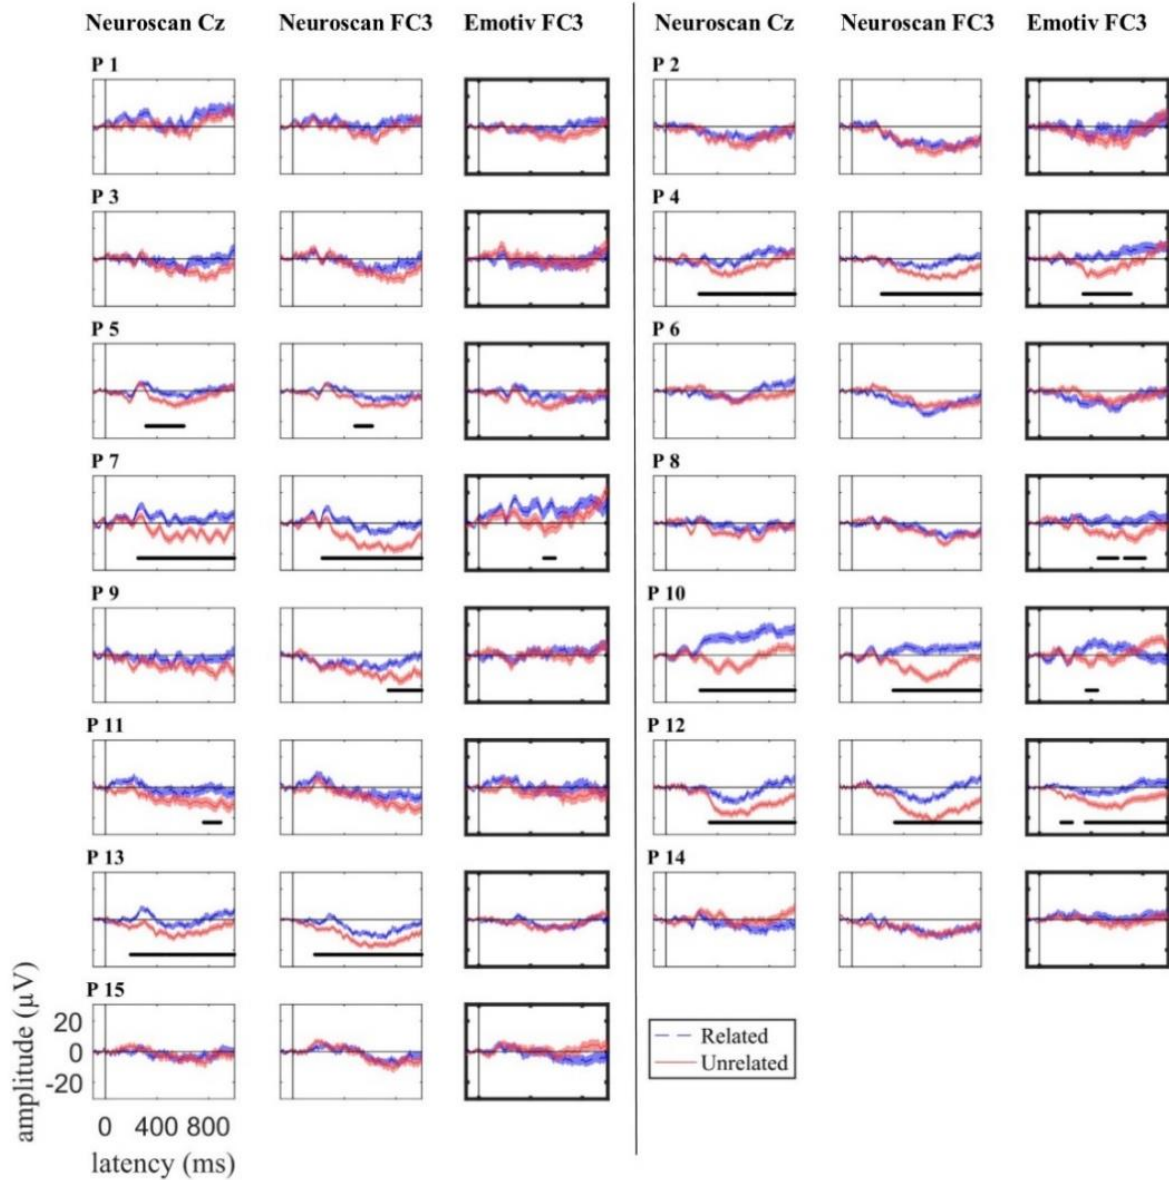 Neuroscan Cz Neuroscan FC3 Emotiv FC3 Neuroscan Cz Neuroscan FC3 Emotiv FC3
P 1 P 2
P 3 P 4
P 5 P 6
P 7 P 8
P 9 P 10
P 11 P 12
P 13 P 14
P 15
amplitude (μV)
20
0
-20
0 400 800
latency (ms)
Related
Unrelated